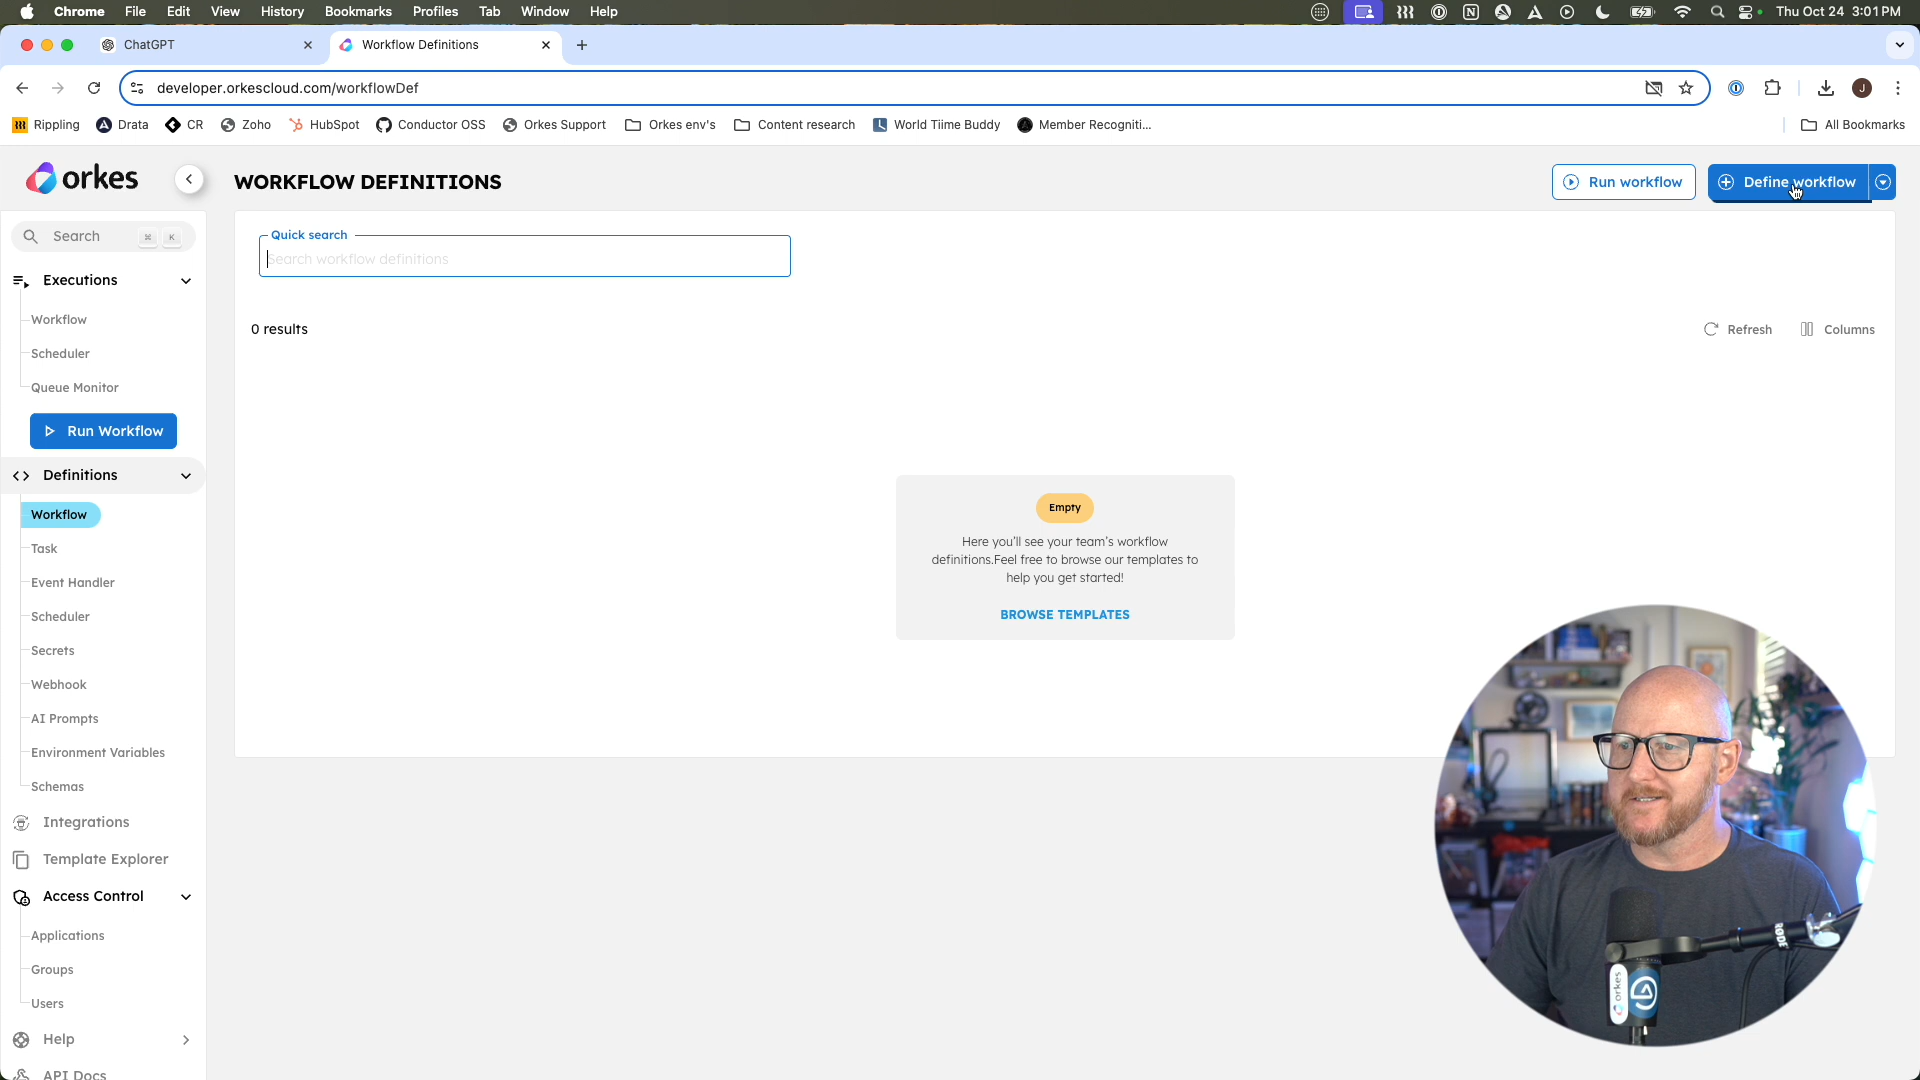 Chrome File Edit View History Bookmarks Profiles Tab Window Help
Thu Oct 24 3:01 PM
ChatGPT
Workflow Definitions
developer.orkescloud.com/workflowDef
J
Rippling
Drata
CR
Zoho
HubSpot
Conductor OSS
Orkes Support
Orkes env's
Content research
World Tiime Buddy
Member Recogniti...
All Bookmarks
orkes
WORKFLOW DEFINITIONS
Run workflow
Define workflow
Search
⌘ K
Quick search
Search workflow definitions
Executions
Workflow
Scheduler
Queue Monitor
Run Workflow
0 results
Refresh
Columns
Definitions
Workflow
Task
Event Handler
Scheduler
Secrets
Webhook
AI Prompts
Environment Variables
Schemas
Integrations
Template Explorer
Access Control
Applications
Groups
Users
Help
API Docs
Empty
Here you'll see your team's workflow
definitions.Feel free to browse our templates to
help you get started!
BROWSE TEMPLATES
RODE
orkes